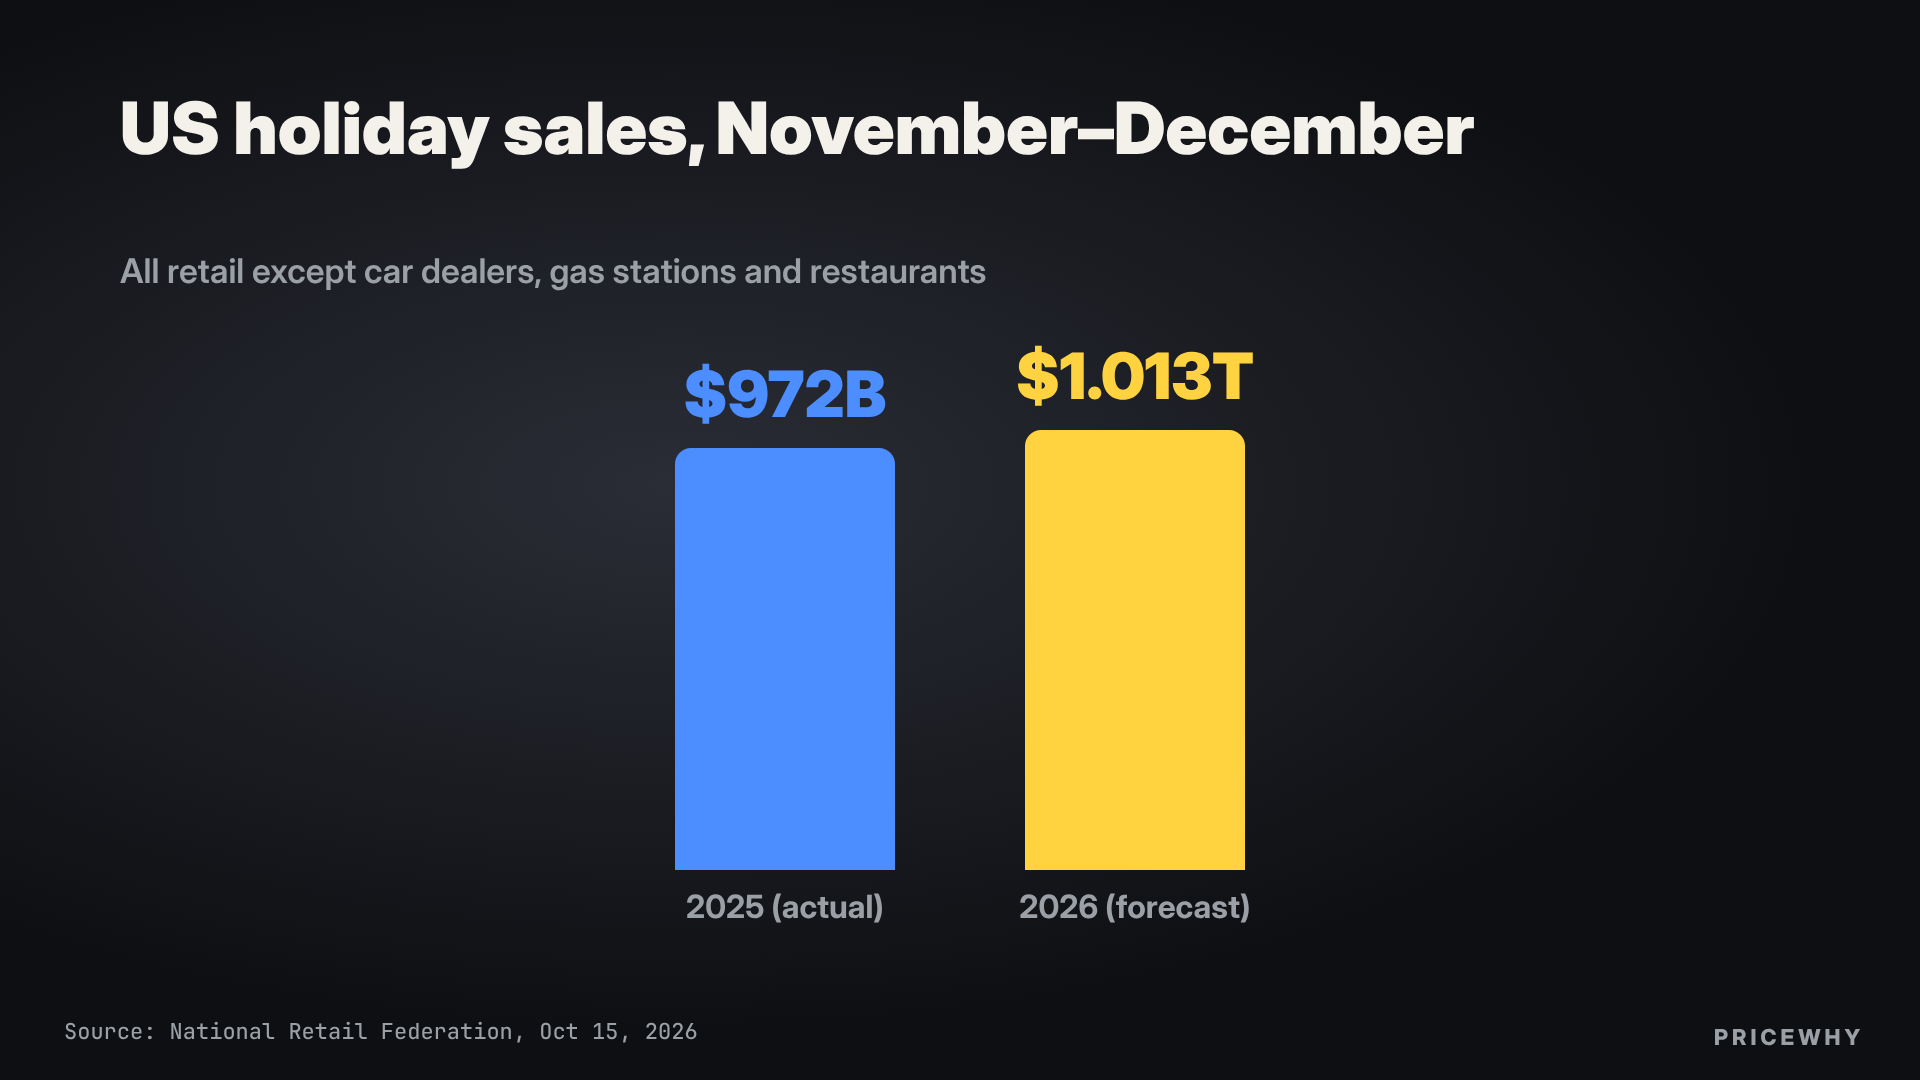 US holiday sales, November–December
All retail except car dealers, gas stations and restaurants
$972B
$1.013T
2025 (actual)
2026 (forecast)
Source: National Retail Federation, Oct 15, 2026
PRICEWHY